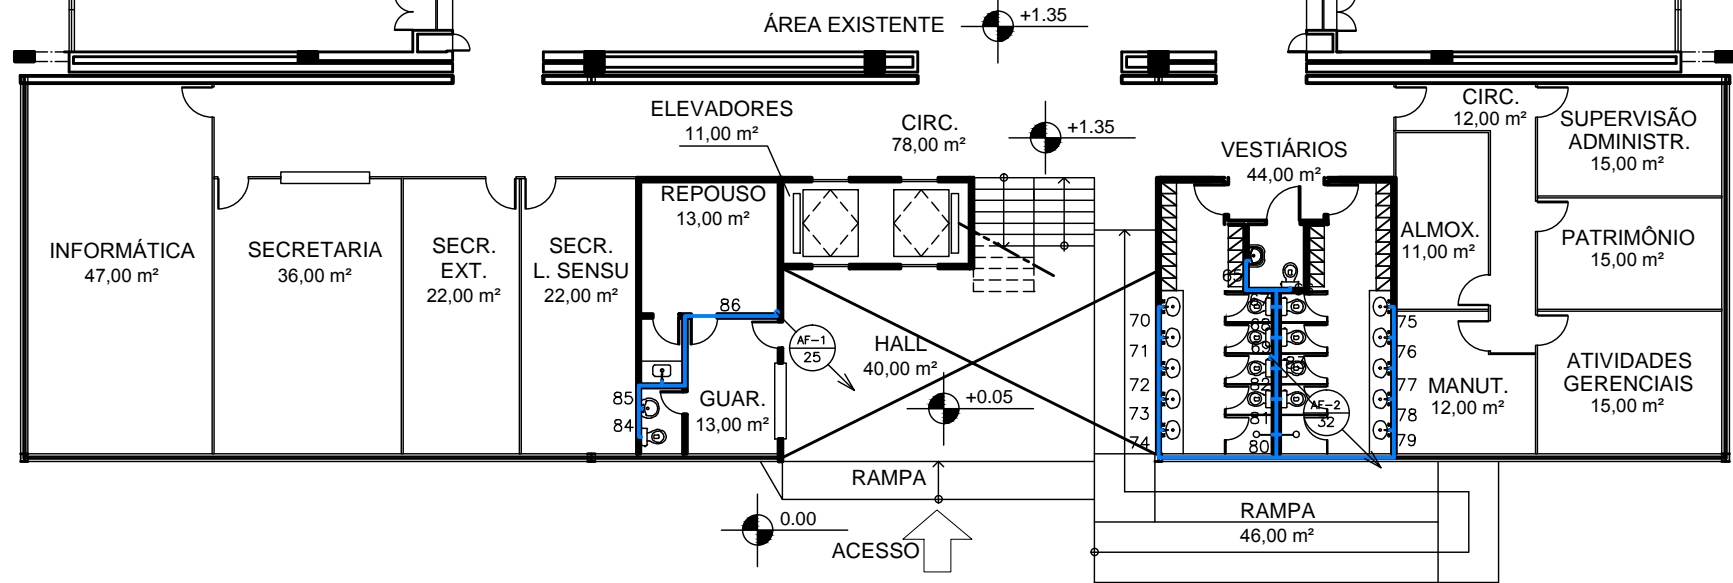 ÁREA EXISTENTE
+1.35
ELEVADORES
11,00 m²
CIRC.
78,00 m²
+1.35
CIRC.
12,00 m²
SUPERVISÃO
ADMINISTR.
15,00 m²
VESTIÁRIOS
44,00 m²
REPOUSO
13,00 m²
INFORMÁTICA
47,00 m²
SECRETARIA
36,00 m²
SECR.
EXT.
22,00 m²
SECR.
L. SENSU
22,00 m²
ALMOX.
11,00 m²
PATRIMÔNIO
15,00 m²
86
AF-1
25
HALL
40,00 m²
70
71
72
73
74
75
76
77
78
79
82
81
80
AF-2
32
85
84
GUAR.
13,00 m²
+0.05
MANUT.
12,00 m²
ATIVIDADES
GERENCIAIS
15,00 m²
RAMPA
0.00
ACESSO
RAMPA
46,00 m²